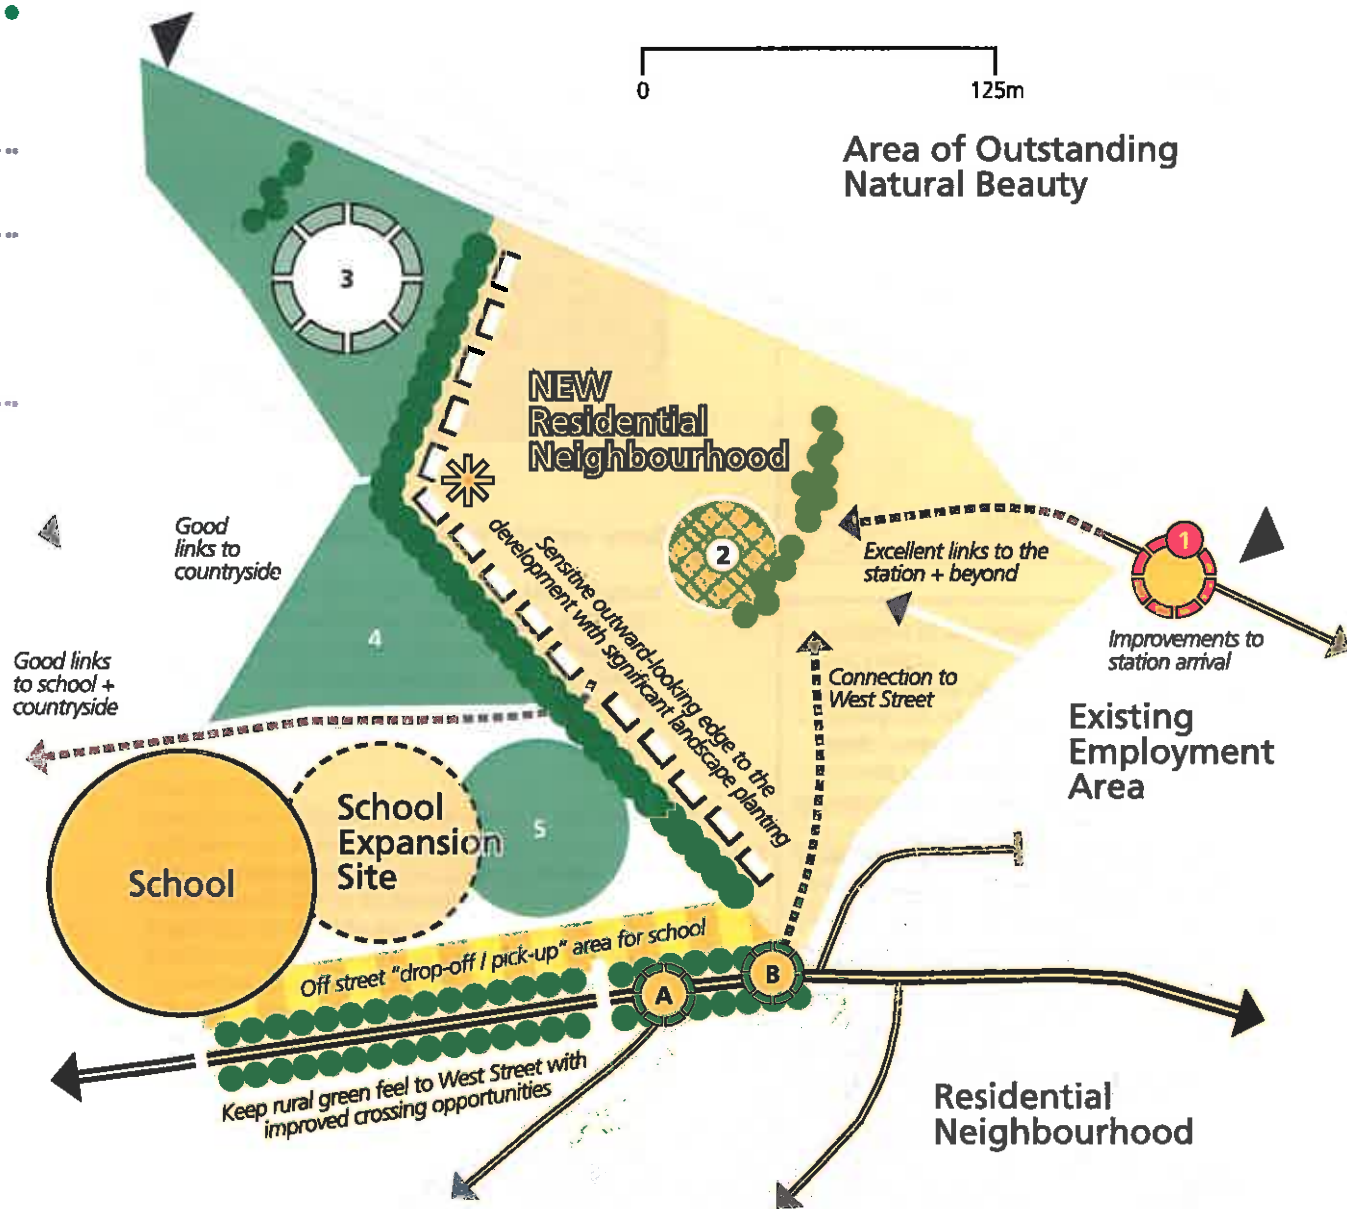 0
125m
Area of Outstanding
Natural Beauty
3
NEW
Residential
Neighbourhood
2
1
Good
links to
countryside
Sensitive outward-looking edge to the
development with significant landscape planting
Excellent links to the
station + beyond
Improvements to
station arrival
4
Good links
to school +
countryside
Connection to
West Street
Existing
Employment
Area
School
Expansion
Site
5
School
Off street "drop-off / pick-up" area for school
A
B
Keep rural green feel to West Street with
improved crossing opportunities
Residential
Neighbourhood